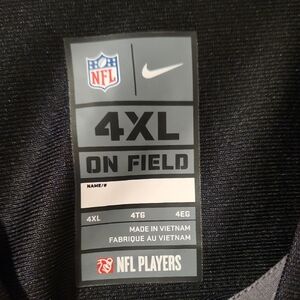 NFL
4XL
ON FIELD
NAME/#
4XL 4TG 4EG
MADE IN VIETNAM
FABRIQUE AU VIETNAM
NFL PLAYERS